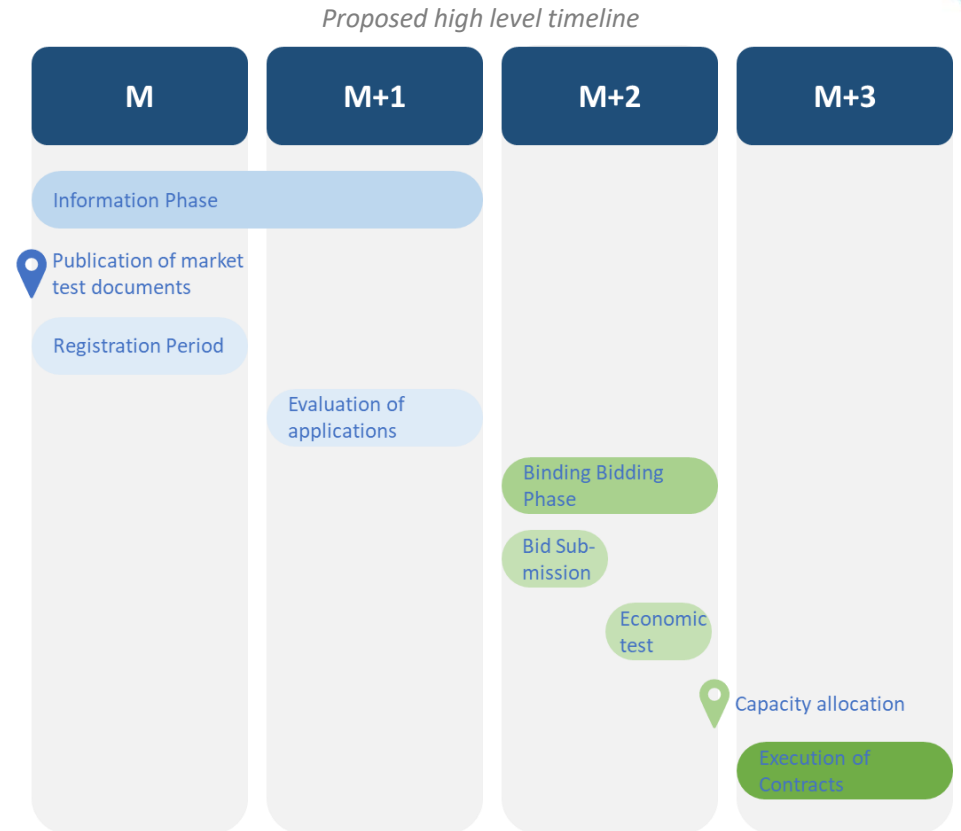 Proposed high level timeline
M
M+1
M+2
M+3
Information Phase
Publication of market
test documents
Registration Period
Evaluation of
applications
Binding Bidding
Phase
Bid Sub-
mission
Economic
test
Capacity allocation
Execution of
Contracts